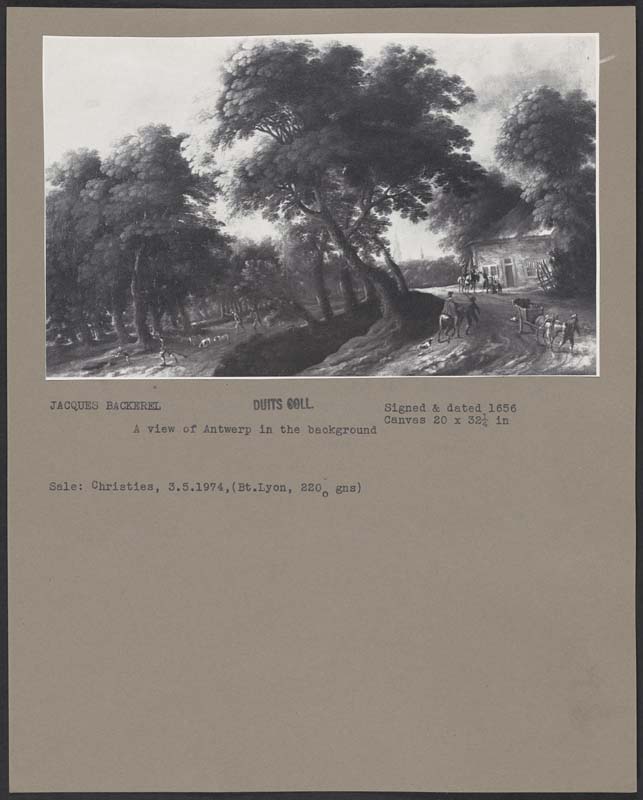 JACQUES BACKEREL
DUITS COLL.
Signed & dated 1656
A view of Antwerp in the background
Canvas 20 x 32¼ in
Sale: Christies, 3.5.1974,(Bt.Lyon, 220 gns)